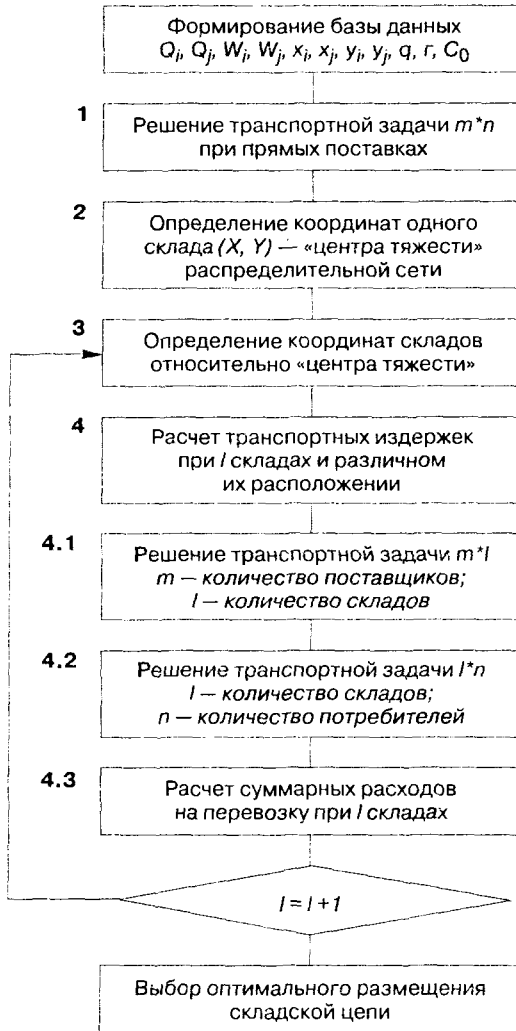 Формирование базы данных
Qi, Qj, Wi, Wj, xi, xj, yi, yj, q, r, C0
1
Решение транспортной задачи m*n
при прямых поставках
2
Определение координат одного
склада (X, Y) — «центра тяжести»
распределительной сети
3
Определение координат складов
относительно «центра тяжести»
4
Расчет транспортных издержек
при l складах и различном
их расположении
4.1
Решение транспортной задачи m*l
m — количество поставщиков;
l — количество складов
4.2
Решение транспортной задачи l*n
l — количество складов;
n — количество потребителей
4.3
Расчет суммарных расходов
на перевозку при l складах
l = l + 1
Выбор оптимального размещения
складской цепи